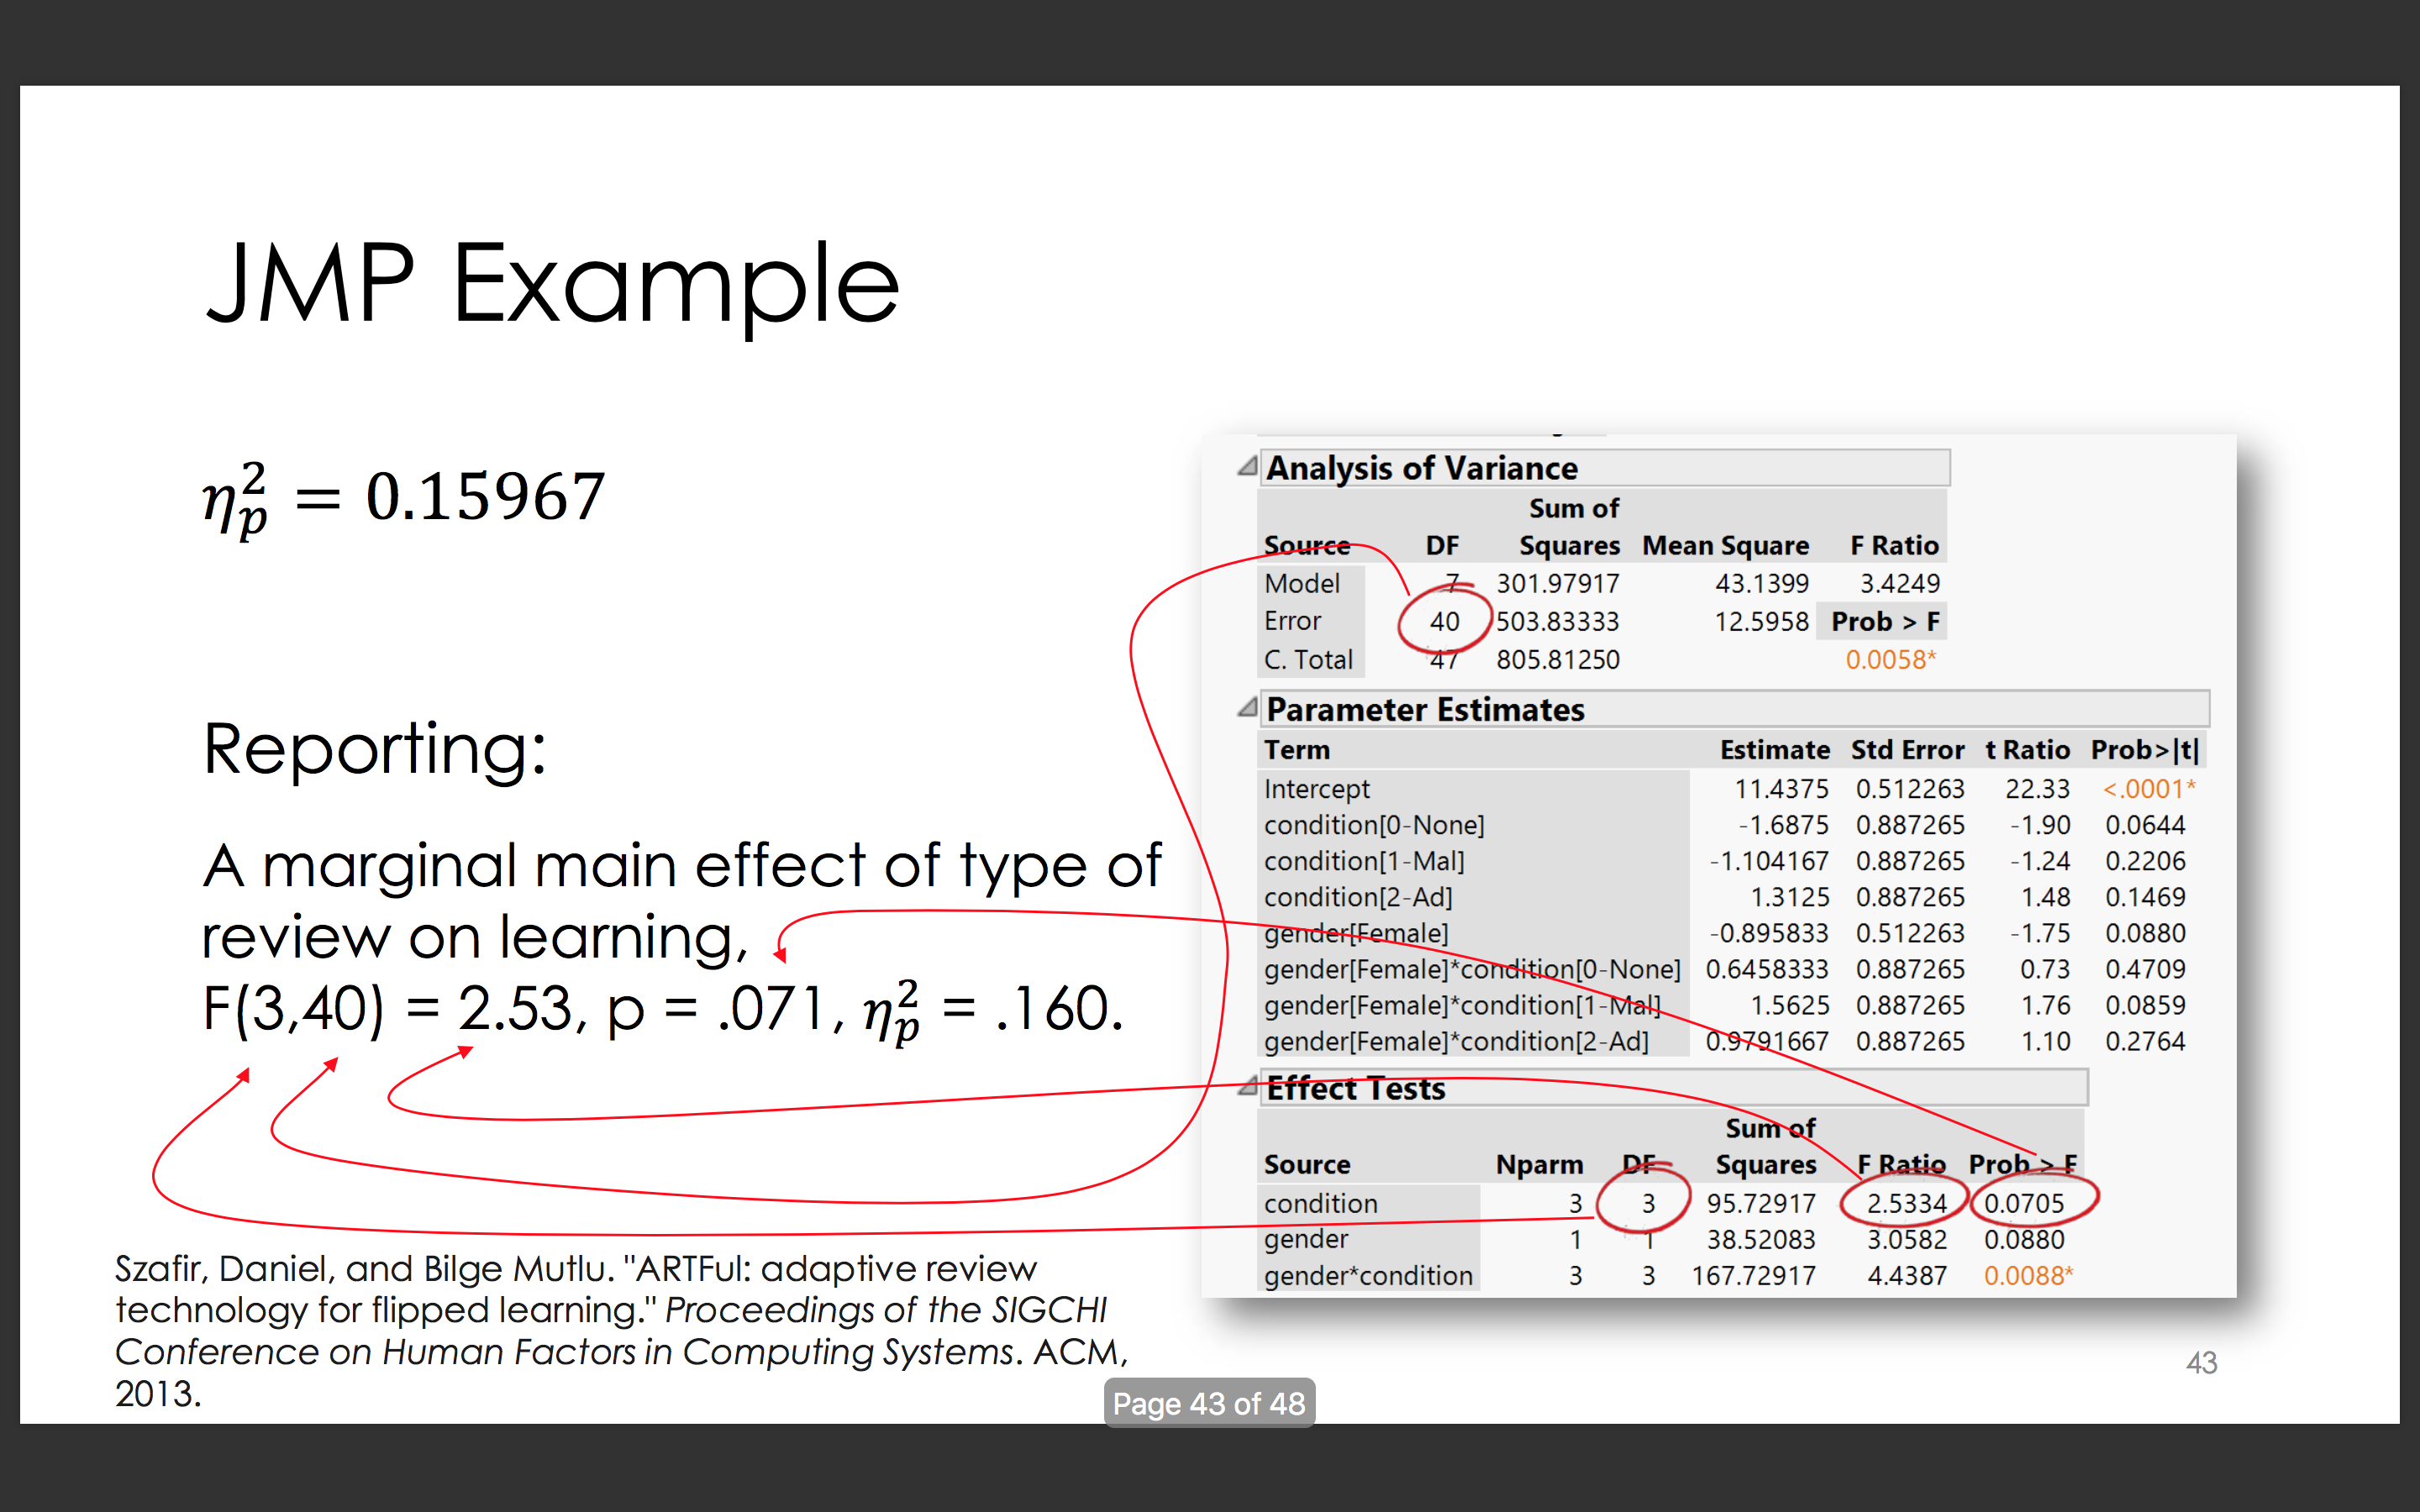 JMP Example
η²ₚ = 0.15967
Reporting:
A marginal main effect of type of
review on learning,
F(3,40) = 2.53, p = .071, η²ₚ = .160.
Szafir, Daniel, and Bilge Mutlu. "ARTFul: adaptive review
technology for flipped learning." Proceedings of the SIGCHI
Conference on Human Factors in Computing Systems. ACM,
2013.
Analysis of Variance
Sum of
Source DF Squares Mean Square F Ratio
Model 7 301.97917 43.1399 3.4249
Error 40 503.83333 12.5958 Prob > F
C. Total 47 805.81250 0.0058*
Parameter Estimates
Term Estimate Std Error t Ratio Prob>|t|
Intercept 11.4375 0.512263 22.33 <.0001*
condition[0-None] -1.6875 0.887265 -1.90 0.0644
condition[1-Mal] -1.104167 0.887265 -1.24 0.2206
condition[2-Ad] 1.3125 0.887265 1.48 0.1469
gender[Female] -0.895833 0.512263 -1.75 0.0880
gender[Female]*condition[0-None] 0.6458333 0.887265 0.73 0.4709
gender[Female]*condition[1-Mal] 1.5625 0.887265 1.76 0.0859
gender[Female]*condition[2-Ad] 0.9791667 0.887265 1.10 0.2764
Effect Tests
Sum of
Source Nparm DF Squares F Ratio Prob > F
condition 3 3 95.72917 2.5334 0.0705
gender 1 1 38.52083 3.0582 0.0880
gender*condition 3 3 167.72917 4.4387 0.0088*
43
Page 43 of 48